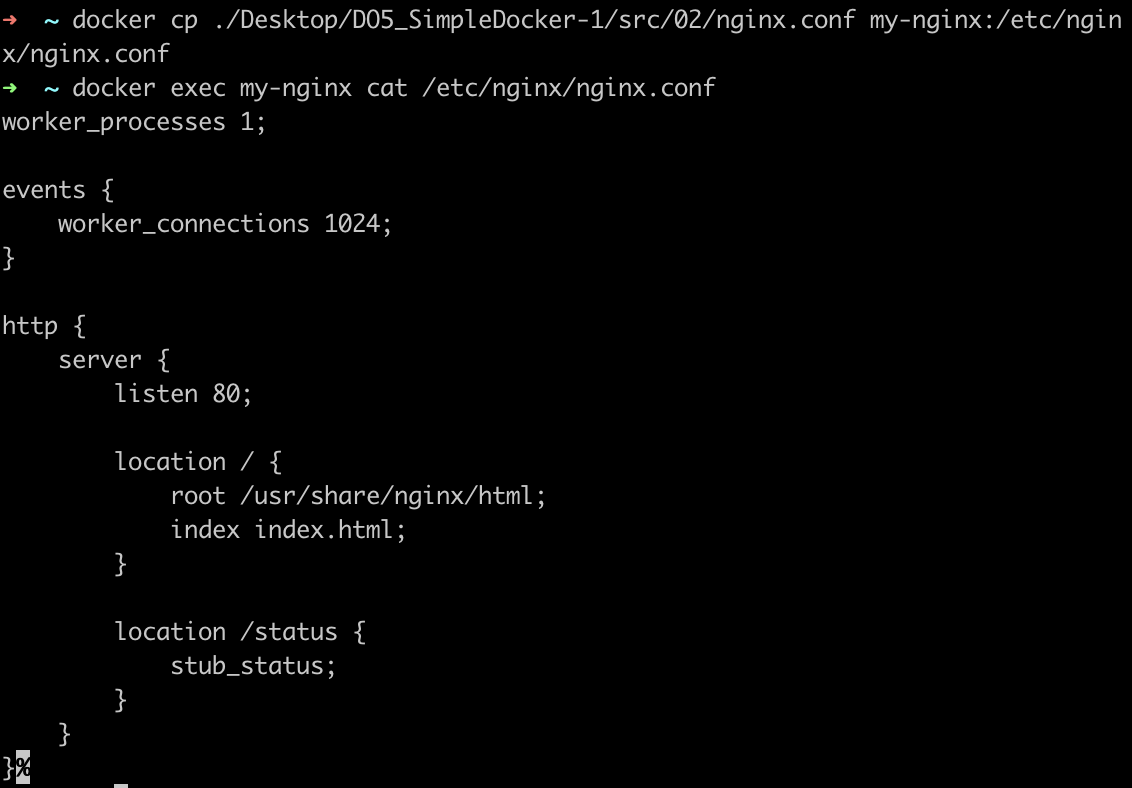 ➜  ~ docker cp ./Desktop/DO5_SimpleDocker-1/src/02/nginx.conf my-nginx:/etc/ngin
x/nginx.conf
➜  ~ docker exec my-nginx cat /etc/nginx/nginx.conf
worker_processes 1;

events {
    worker_connections 1024;
}

http {
    server {
        listen 80;

        location / {
            root /usr/share/nginx/html;
            index index.html;
        }

        location /status {
            stub_status;
        }
    }
}%